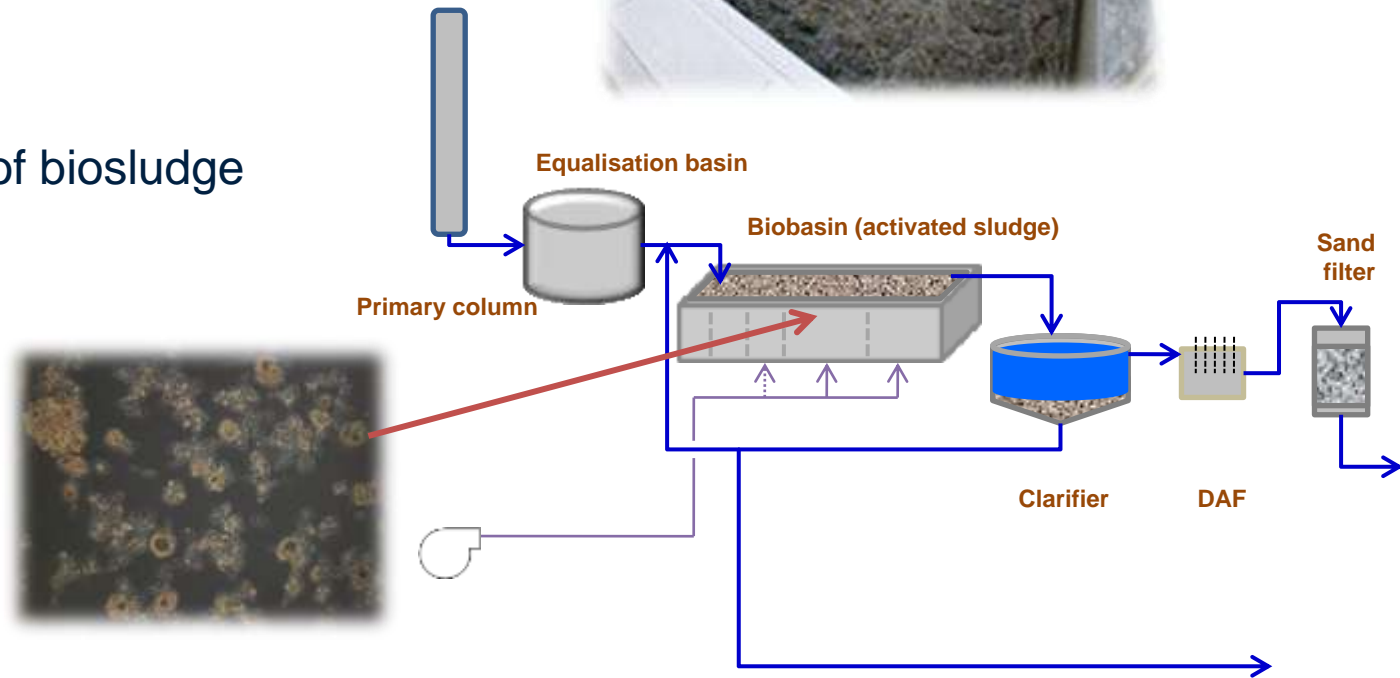 of biosludge
Equalisation basin
Biobasin (activated sludge)
Sand
filter
Primary column
Clarifier
DAF